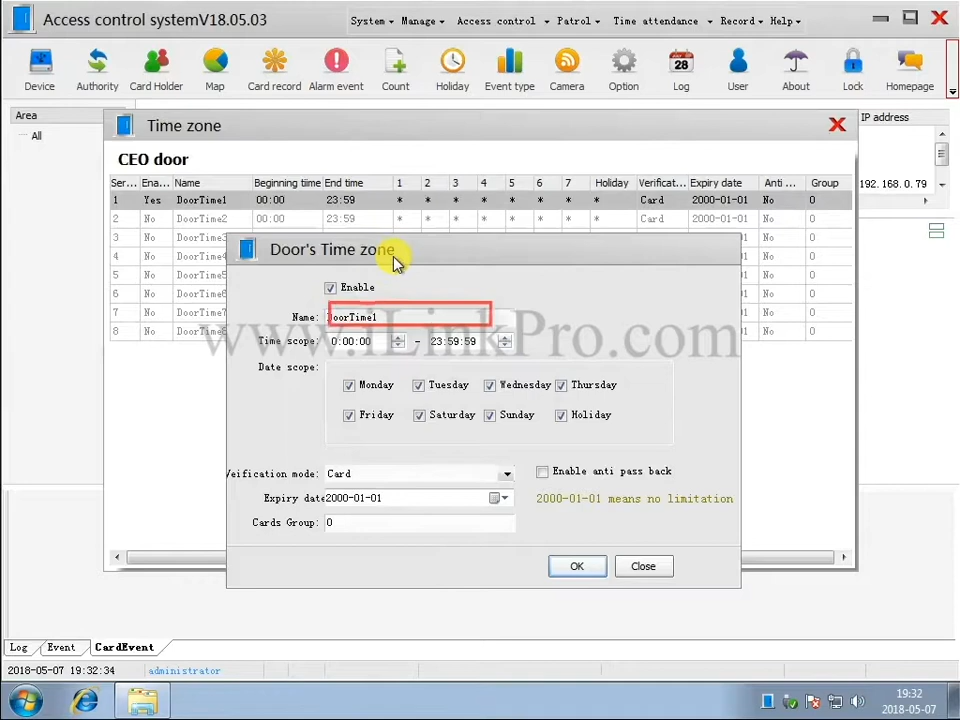 Access control systemV18.05.03
System Manage Access control Patrol Time attendance Record Help
Device Authority Card Holder Map Card record Alarm event Count Holiday Event type Camera Option Log User About Lock Homepage
28
Area
All
IP address
192.168.0.79
Time zone
CEO door
Ser... Ena... Name Beginning time End time 1 2 3 4 5 6 7 Holiday Verificat... Expiry date Anti ... Group
1 Yes DoorTime1 00:00 23:59 * * * * * * * * Card 2000-01-01 No 0
2 No DoorTime2 00:00 23:59 * * * * * * * * Card 2000-01-01 No 0
3 No DoorTime3 -01 No 0
4 No DoorTime4 -01 No 0
5 No DoorTime5 -01 No 0
6 No DoorTime6 -01 No 0
7 No DoorTime7 -01 No 0
8 No DoorTime8 -01 No 0
Door's Time zone
Enable
Name: DoorTime1
www.iLinkPro.com
Time scope: 0:00:00 - 23:59:59
Date scope:
Monday Tuesday Wednesday Thursday
Friday Saturday Sunday Holiday
Verification mode: Card Enable anti pass back
Expiry date 2000-01-01 2000-01-01 means no limitation
Cards Group: 0
OK Close
Log Event CardEvent
2018-05-07 19:32:34 administrator
19:32
2018-05-07